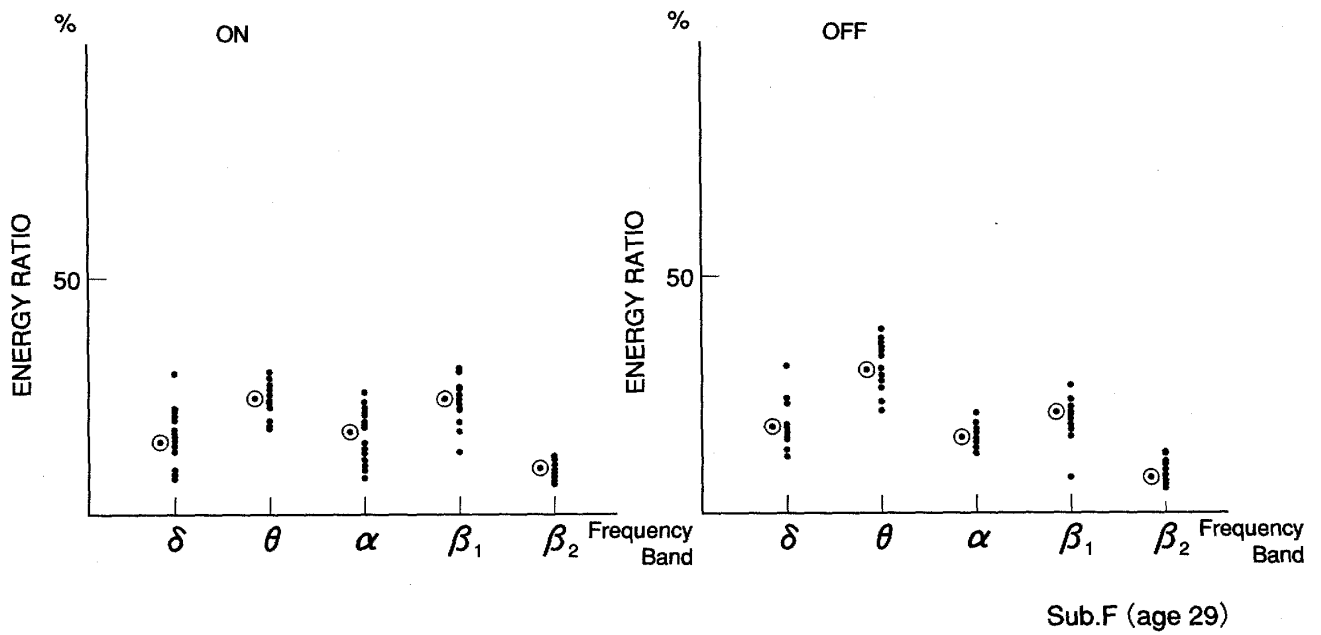 %
ON
ENERGY RATIO
50
δ θ α β₁ β₂ Frequency
Band
%
OFF
ENERGY RATIO
50
δ θ α β₁ β₂ Frequency
Band
Sub.F (age 29)